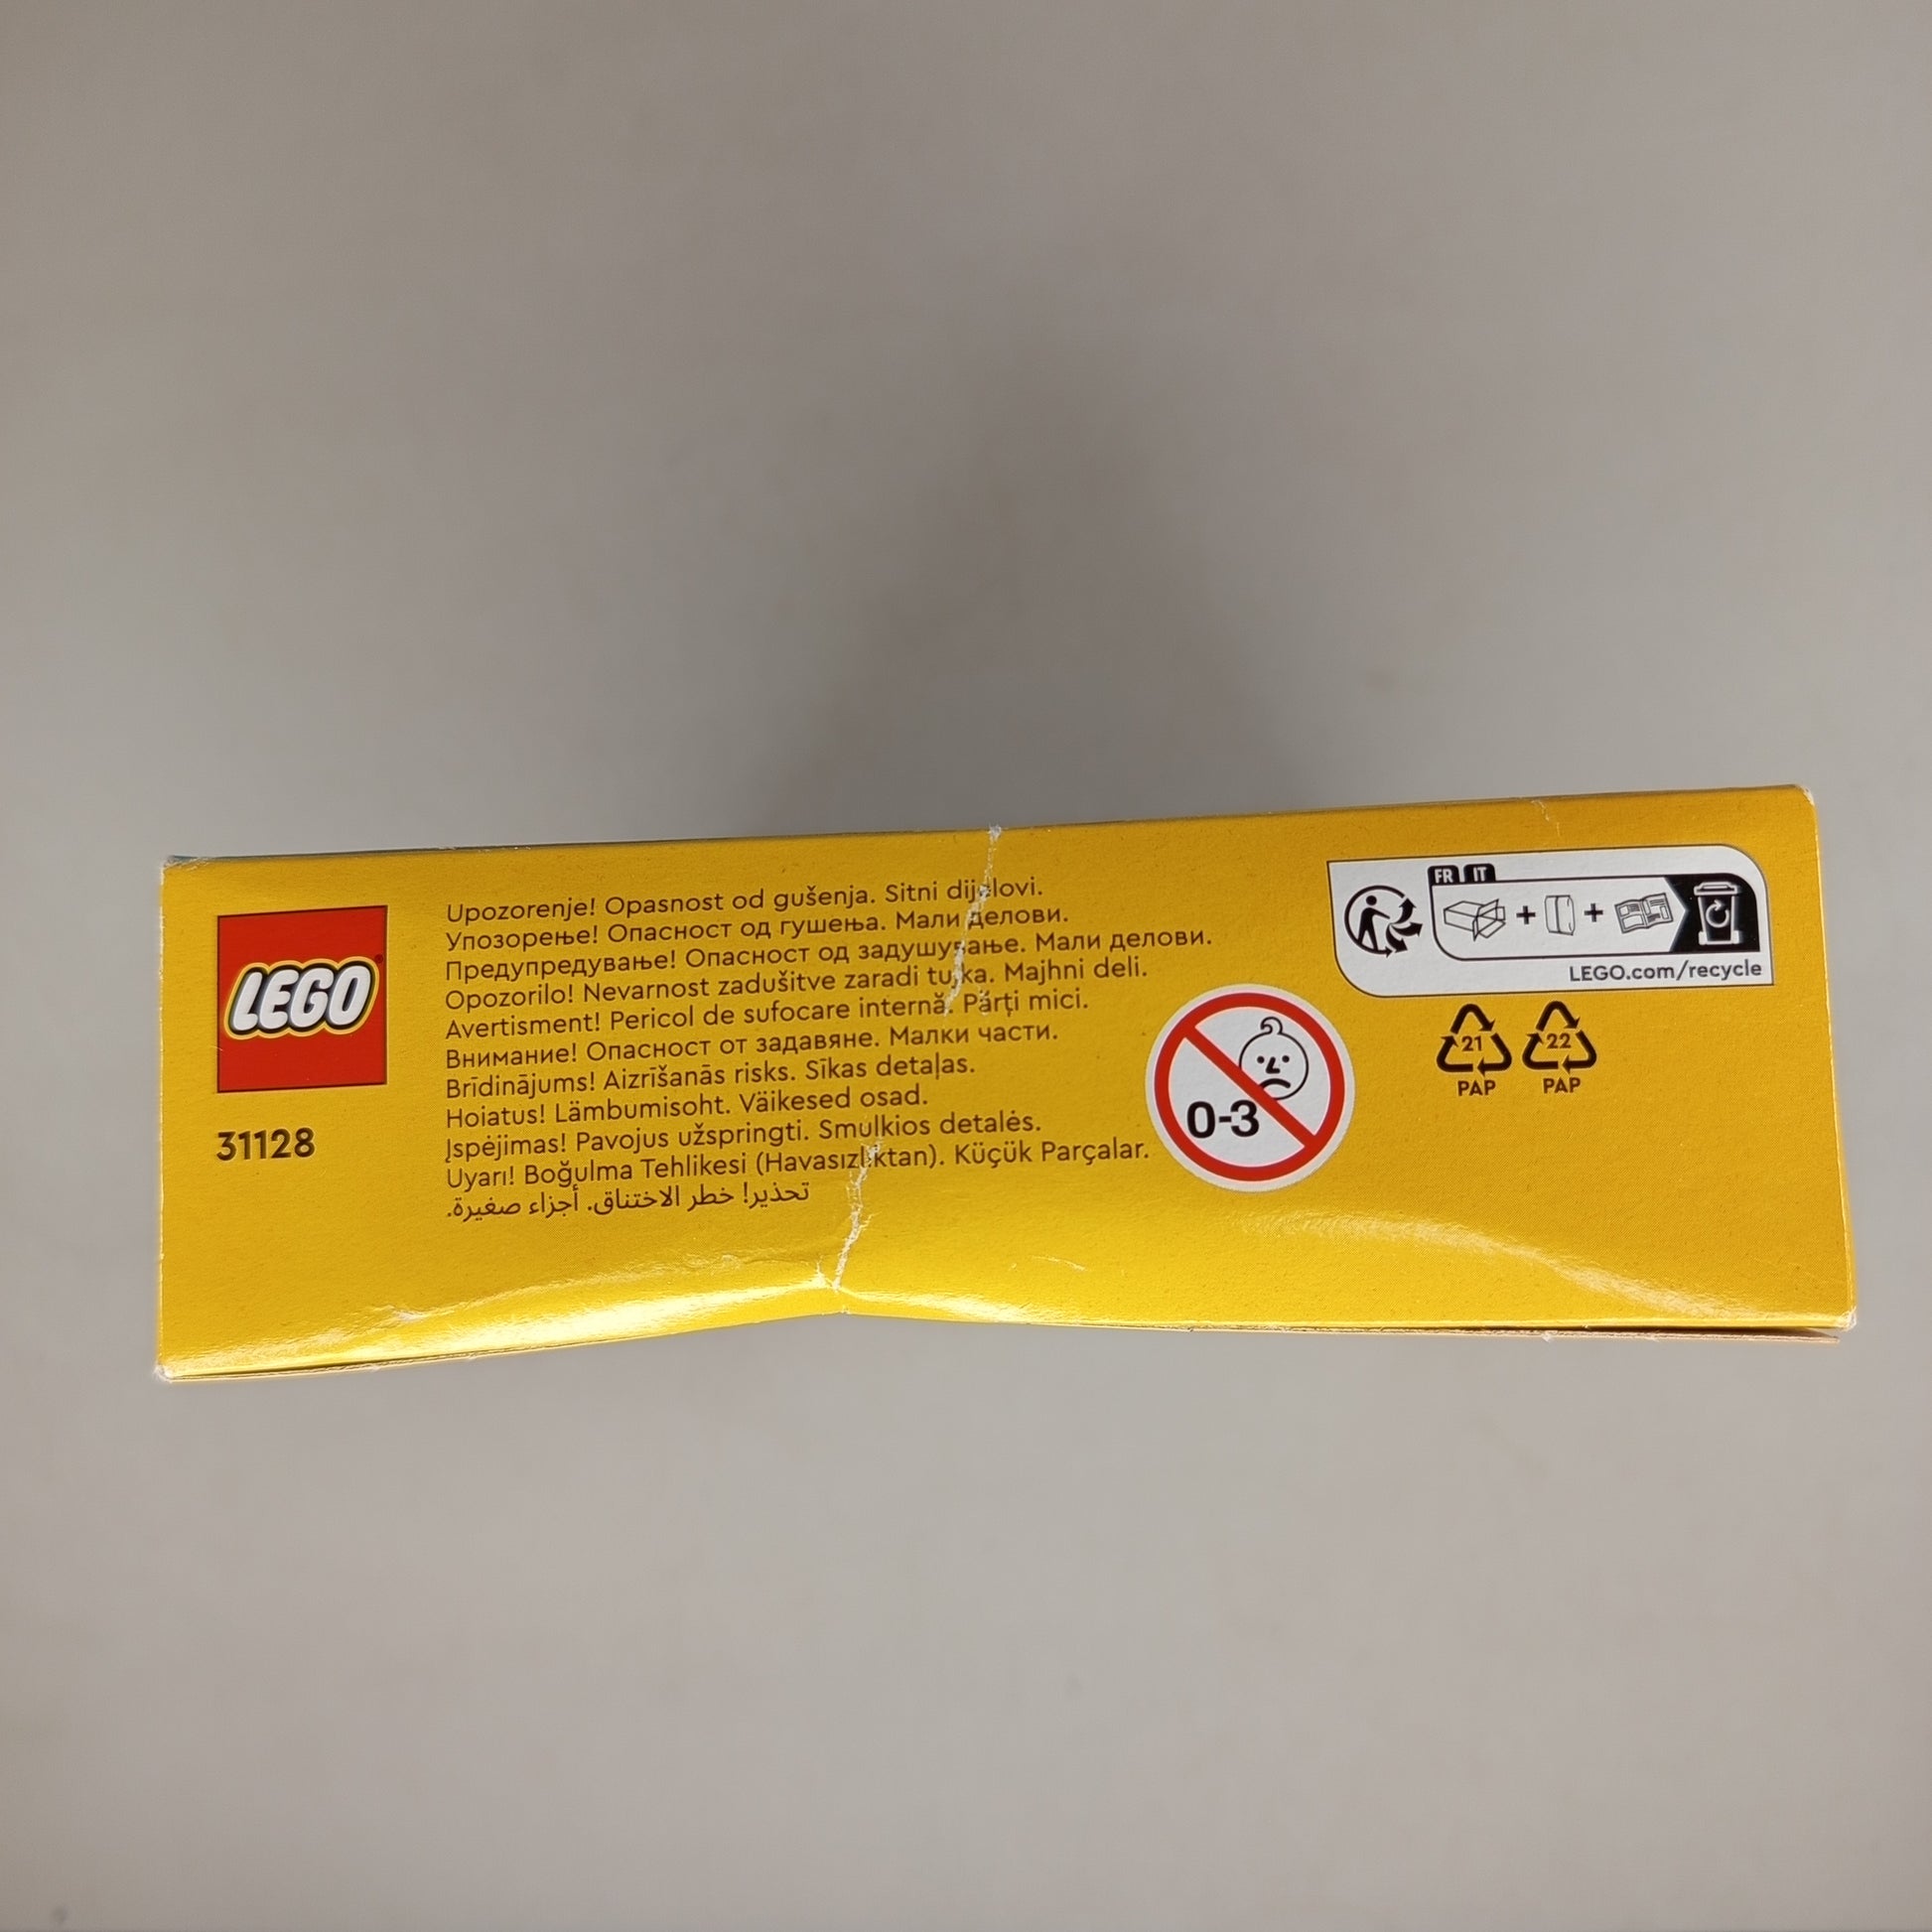 LEGO®
31128
Upozorenje! Opasnost od gušenja. Sitni dijelovi.
Упозорење! Опасност од гушења. Мали делови.
Предупредување! Опасност од задушување. Мали делови.
Opozorilo! Nevarnost zadušitve zaradi tujka. Majhni deli.
Avertisment! Pericol de sufocare internă. Părți mici.
Внимание! Опасност от задавяне. Малки части.
Brīdinājums! Aizrīšanās risks. Sīkas detaļas.
Hoiatus! Lämbumisoht. Väikesed osad.
Įspėjimas! Pavojus užspringti. Smulkios detalės.
Uyarı! Boğulma Tehlikesi (Havasızlıktan). Küçük Parçalar.
تحذير! خطر الاختناق. أجزاء صغيرة.
0-3
FR IT
+ +
LEGO.com/recycle
21 22
PAP PAP